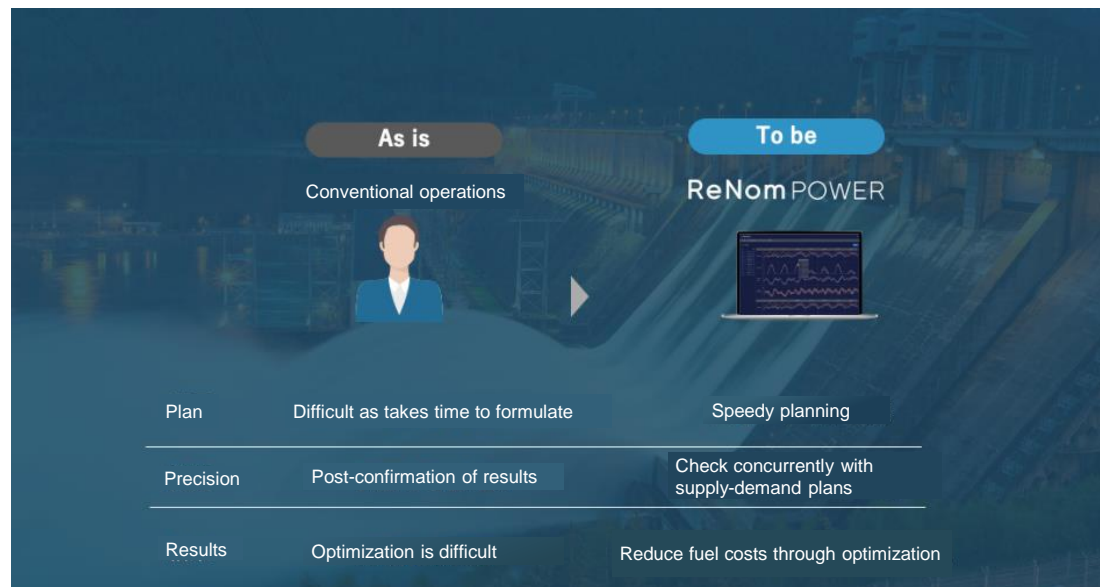 As is
To be
Conventional operations
ReNom POWER
Plan
Difficult as takes time to formulate
Speedy planning
Precision
Post-confirmation of results
Check concurrently with
supply-demand plans
Results
Optimization is difficult
Reduce fuel costs through optimization